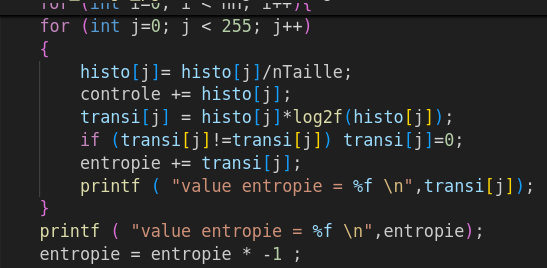 for (int i=0; i < nH; i++){
for (int j=0; j < 255; j++)
{
histo[j]= histo[j]/nTaille;
controle += histo[j];
transi[j] = histo[j]*log2f(histo[j]);
if (transi[j]!=transi[j]) transi[j]=0;
entropie += transi[j];
printf ( "value entropie = %f \n",transi[j]);
}
printf ( "value entropie = %f \n",entropie);
entropie = entropie * -1 ;